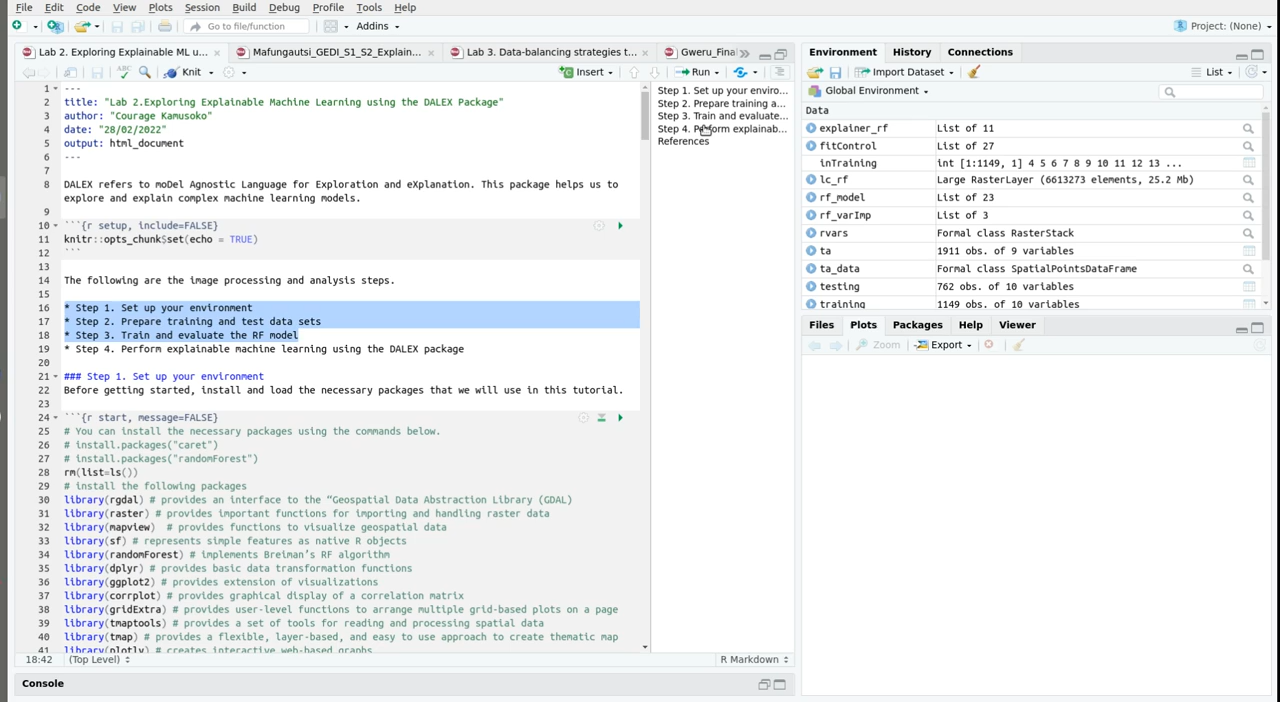 File Edit Code View Plots Session Build Debug Profile Tools Help
Go to file/function Addins Project: (None)
Lab 2. Exploring Explainable ML u... Mafungautsi_GEDI_S1_S2_Explain... Lab 3. Data-balancing strategies t... Gweru_Final
ABC Knit Insert Run
1 ---
2 title: "Lab 2.Exploring Explainable Machine Learning using the DALEX Package"
3 author: "Courage Kamusoko"
4 date: "28/02/2022"
5 output: html_document
6 ---
7
8 DALEX refers to moDel Agnostic Language for Exploration and eXplanation. This package helps us to
explore and explain complex machine learning models.
9
10 ```{r setup, include=FALSE}
11 knitr::opts_chunk$set(echo = TRUE)
12 ```
13
14 The following are the image processing and analysis steps.
15
16 * Step 1. Set up your environment
17 * Step 2. Prepare training and test data sets
18 * Step 3. Train and evaluate the RF model
19 * Step 4. Perform explainable machine learning using the DALEX package
20
21 ### Step 1. Set up your environment
22 Before getting started, install and load the necessary packages that we will use in this tutorial.
23
24 ```{r start, message=FALSE}
25 # You can install the necessary packages using the commands below.
26 # install.packages("caret")
27 # install.packages("randomForest")
28 rm(list=ls())
29 # install the following packages
30 library(rgdal) # provides an interface to the “Geospatial Data Abstraction Library (GDAL)
31 library(raster) # provides important functions for importing and handling raster data
32 library(mapview) # provides functions to visualize geospatial data
33 library(sf) # represents simple features as native R objects
34 library(randomForest) # implements Breiman's RF algorithm
35 library(dplyr) # provides basic data transformation functions
36 library(ggplot2) # provides extension of visualizations
37 library(corrplot) # provides graphical display of a correlation matrix
38 library(gridExtra) # provides user-level functions to arrange multiple grid-based plots on a page
39 library(tmaptools) # provides a set of tools for reading and processing spatial data
40 library(tmap) # provides a flexible, layer-based, and easy to use approach to create thematic map
41 library(plotly) # creates interactive web-based graphs
18:42 (Top Level) R Markdown
Console
Step 1. Set up your enviro...
Step 2. Prepare training a...
Step 3. Train and evaluate...
Step 4. Perform explainab...
References
Environment History Connections
Import Dataset List
Global Environment
Data
explainer_rf List of 11
fitControl List of 27
inTraining int [1:1149, 1] 4 5 6 7 8 9 10 11 12 13 ...
lc_rf Large RasterLayer (6613273 elements, 25.2 Mb)
rf_model List of 23
rf_varImp List of 3
rvars Formal class RasterStack
ta 1911 obs. of 9 variables
ta_data Formal class SpatialPointsDataFrame
testing 762 obs. of 10 variables
training 1149 obs. of 10 variables
Files Plots Packages Help Viewer
Zoom Export